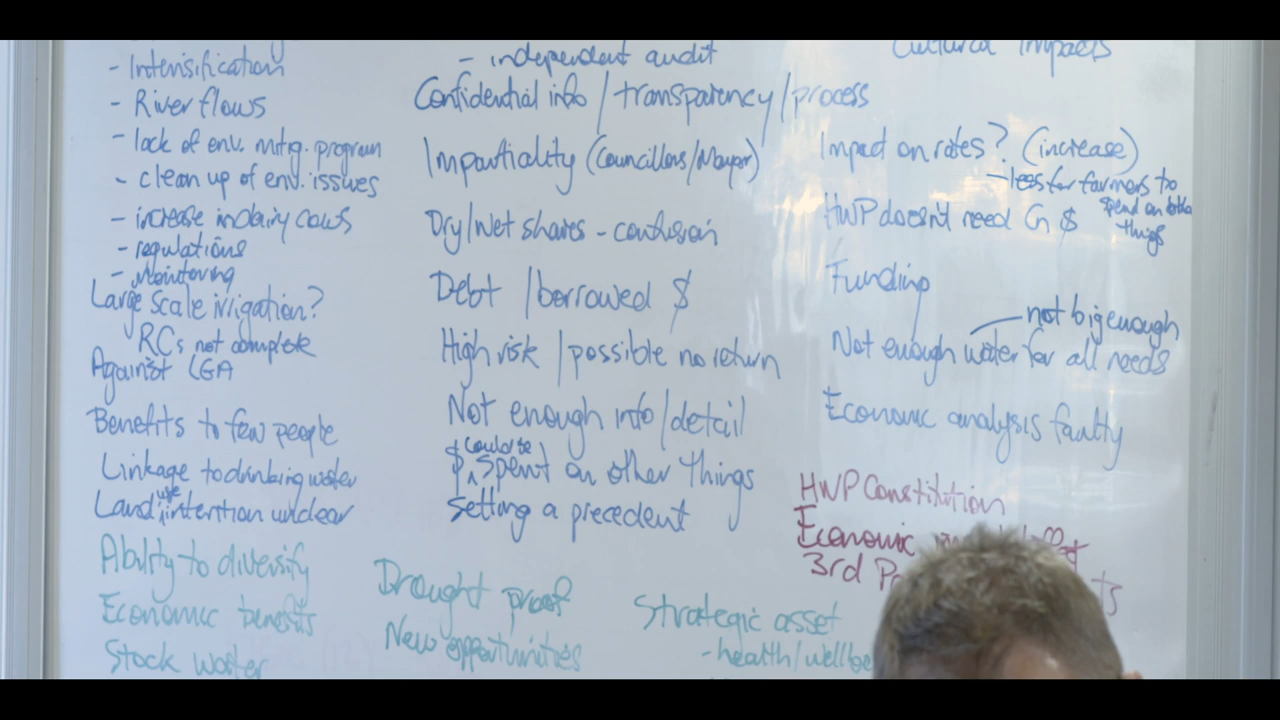 - Intensification
- River flows
- lack of env. mitig. program
- clean up of env. issues
- increase in dairy cows
- regulations
- Monitoring
Large scale irrigation?
RCs not complete
Against LGA
Benefits to few people
Linkage to drinking water
Land use intention unclear
- independent audit
Confidential info / transparency / process
Impartiality (Councillors/Mayor)
Dry/Wet shares - confusion
Debt / borrowed $
High risk / possible no return
Not enough info / detail
$ could be spent on other things
Setting a precedent
Cultural impacts
Impact on rates? (increase)
- less for farmers to
spend on other
things
HWP doesn't need $
Funding
not big enough
Not enough water for all needs
Economic analysis faulty
HWP Constitution
Economic
3rd
Ability to diversify
Economic benefits
Stock water
Drought proof
New opportunities
Strategic asset
- health/wellbe